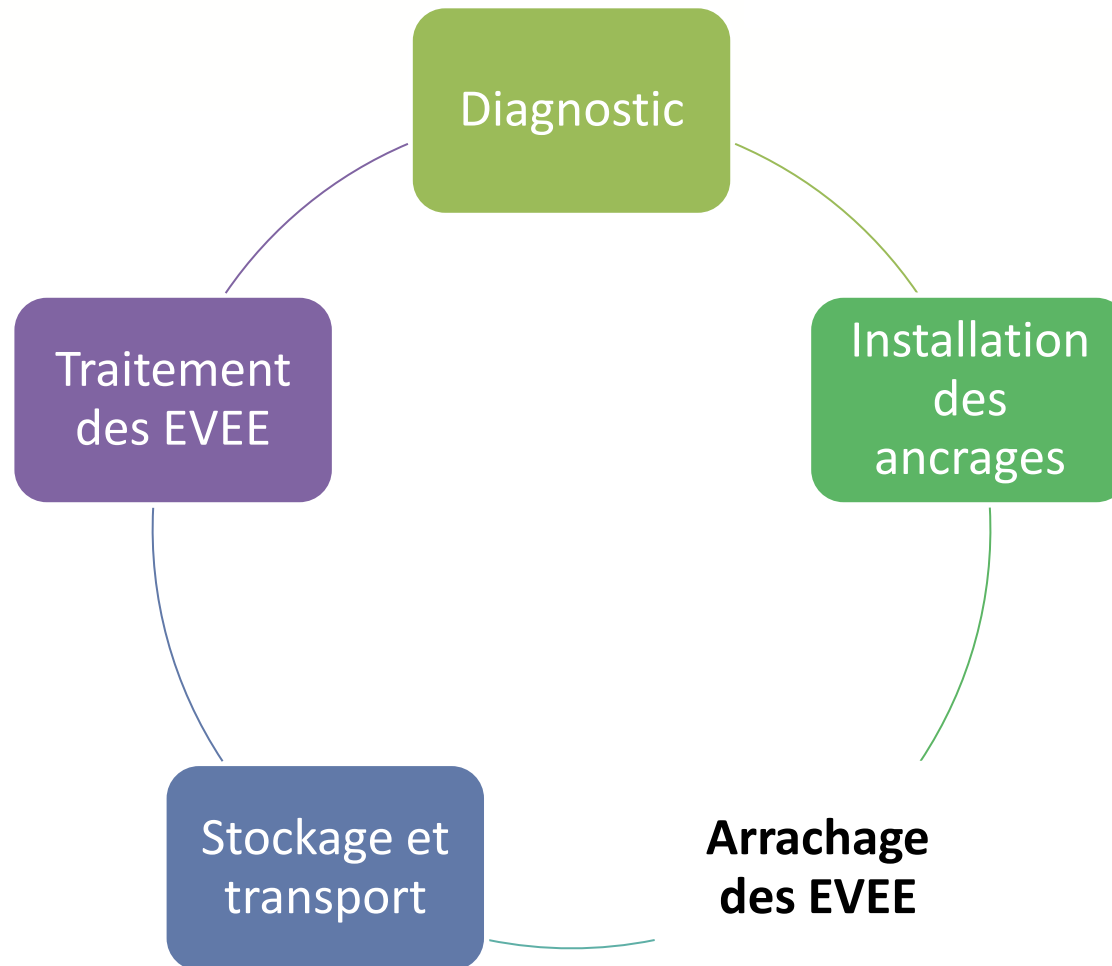 Diagnostic
Installation
des
ancrages
Arrachage
des EVEE
Stockage et
transport
Traitement
des EVEE